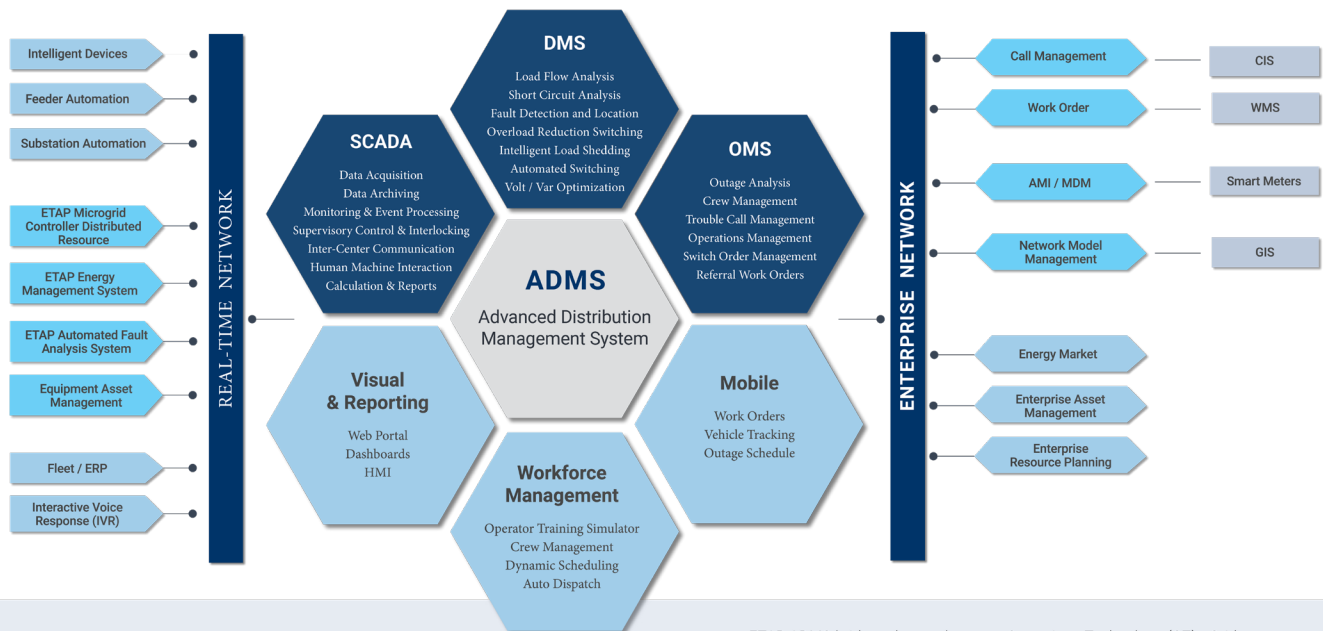 Intelligent Devices
Feeder Automation
Substation Automation
ETAP Microgrid
Controller Distributed
Resource
ETAP Energy
Management System
ETAP Automated Fault
Analysis System
Equipment Asset
Management
Fleet / ERP
Interactive Voice
Response (IVR)
REAL-TIME NETWORK
SCADA
Data Acquisition
Data Archiving
Monitoring & Event Processing
Supervisory Control & Interlocking
Inter-Center Communication
Human Machine Interaction
Calculation & Reports
DMS
Load Flow Analysis
Short Circuit Analysis
Fault Detection and Location
Overload Reduction Switching
Intelligent Load Shedding
Automated Switching
Volt / Var Optimization
OMS
Outage Analysis
Crew Management
Trouble Call Management
Operations Management
Switch Order Management
Referral Work Orders
ADMS
Advanced Distribution
Management System
Visual
& Reporting
Web Portal
Dashboards
HMI
Workforce
Management
Operator Training Simulator
Crew Management
Dynamic Scheduling
Auto Dispatch
Mobile
Work Orders
Vehicle Tracking
Outage Schedule
ENTERPRISE NETWORK
Call Management
CIS
Work Order
WMS
AMI / MDM
Smart Meters
Network Model
Management
GIS
Energy Market
Enterprise Asset
Management
Enterprise
Resource Planning